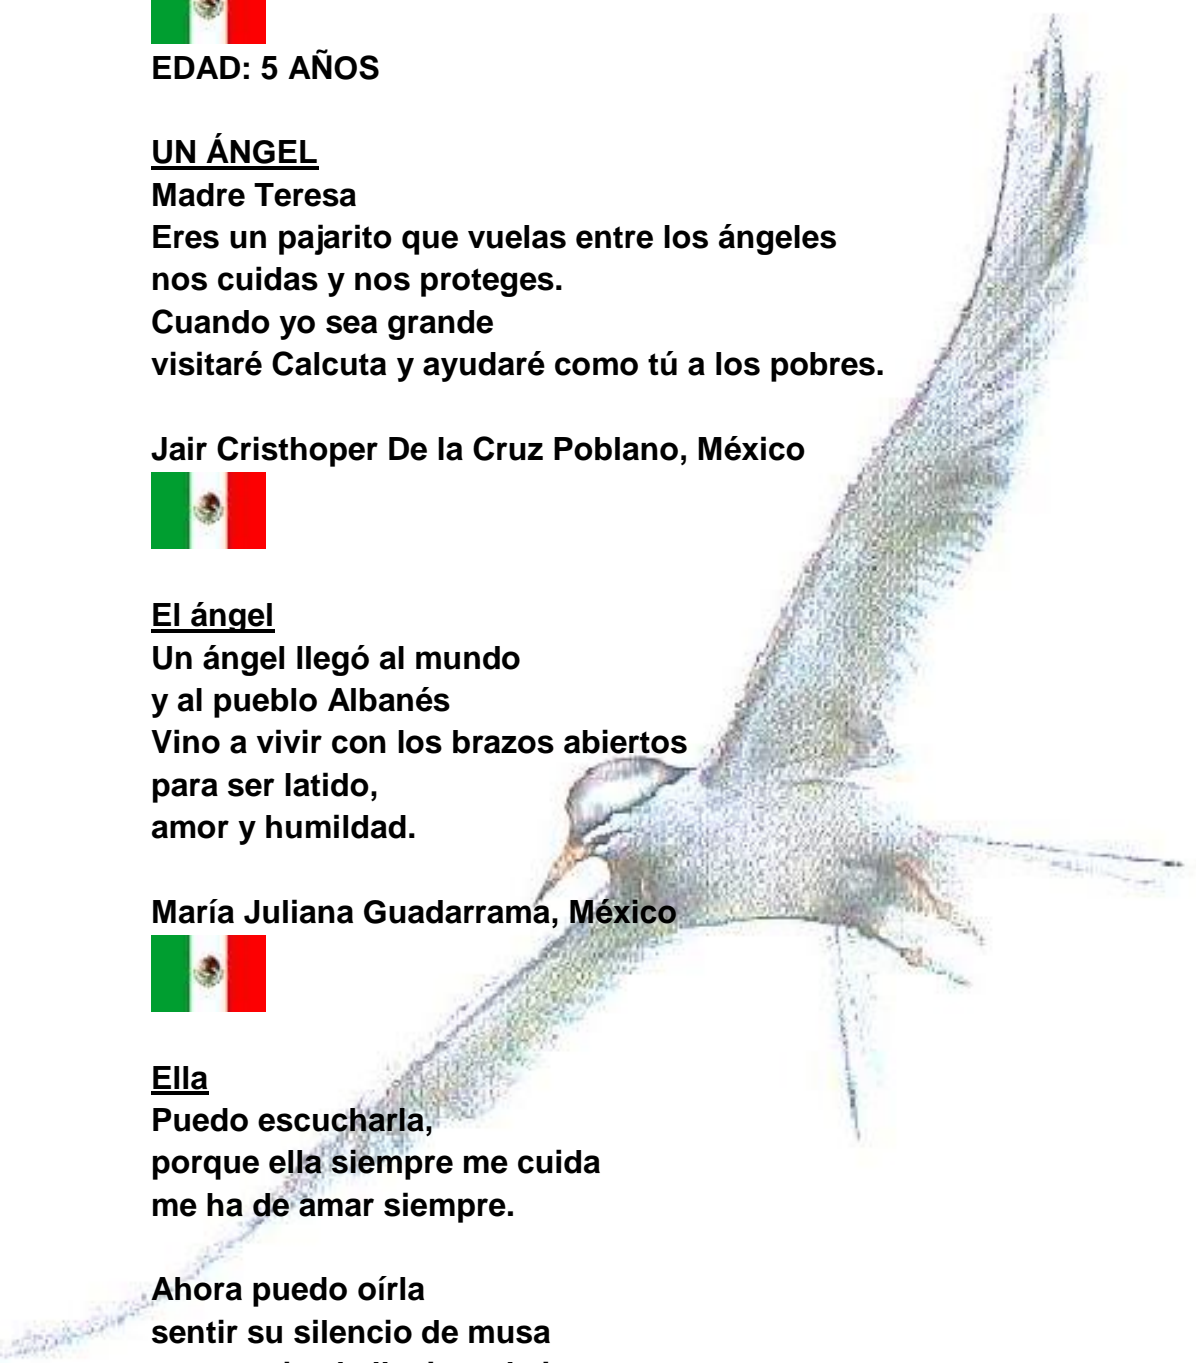 EDAD: 5 AÑOS
UN ÁNGEL
Madre Teresa
Eres un pajarito que vuelas entre los ángeles
nos cuidas y nos proteges.
Cuando yo sea grande
visitaré Calcuta y ayudaré como tú a los pobres.
Jair Cristhoper De la Cruz Poblano, México
El ángel
Un ángel llegó al mundo
y al pueblo Albanés
Vino a vivir con los brazos abiertos
para ser latido,
amor y humildad.
María Juliana Guadarrama, México
Ella
Puedo escucharla,
porque ella siempre me cuida
me ha de amar siempre.
Ahora puedo oírla
sentir su silencio de musa